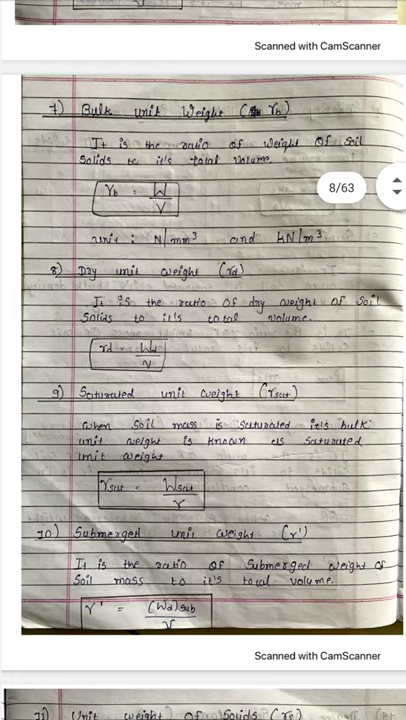 Scanned with CamScanner
7) Bulk unit Weight (γb)
It is the ratio of weight of soil
Solids to it's total volume.
γb = W
V
unit : N/mm³ and kN/m³
8/63
8) Day unit weight (γd)
It is the ratio of day weight of soil
Solids to it's total volume.
γd = Wd
V
9) Saturated unit weight (γsat)
when soil mass is saturated it's bulk
unit weight is known as saturated
unit weight
γsat = Wsat
V
10) Submerged unit weight (γ')
It is the ratio of submerged weight of
Soil mass to it's total volume.
γ' = (Wd)sub
V
Scanned with CamScanner
11) Unit weight of Solids (γs)